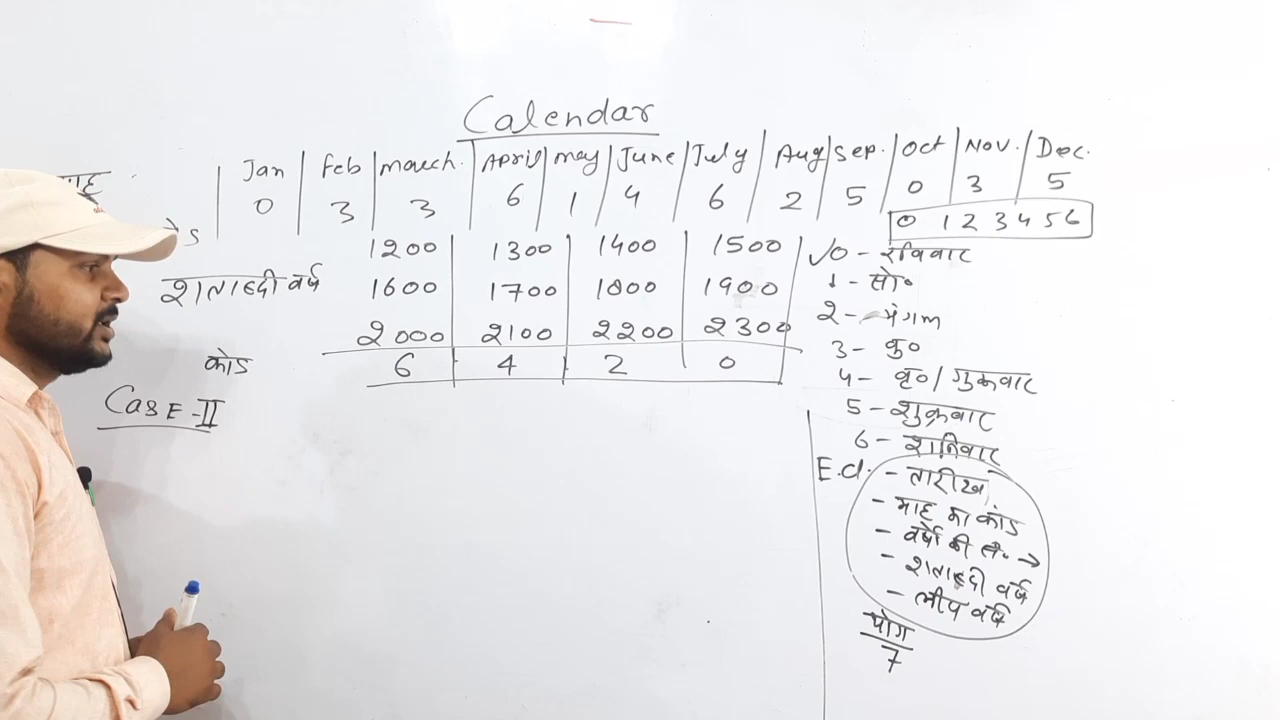 Calendar
Jan Feb march. April may June July Aug Sep. Oct Nov. Dec.
0 3 3 6 1 4 6 2 5 0 3 5
0 1 2 3 4 5 6
1200 1300 1400 1500
शताब्दी वर्ष 1600 1700 1800 1900
2000 2100 2200 2300
कोड 6 4 2 0
CasE-II
0 - रविवार
1 - सो०
2 - मंगल
3 - बु०
4 - बृ०/गुरूवार
5 - शुक्रवार
6 - शनिवार
E.d. - तारीख
- माह का कोड
- वर्षो की सं० →
- शताब्दी वर्ष
- लीप वर्ष
योग
7